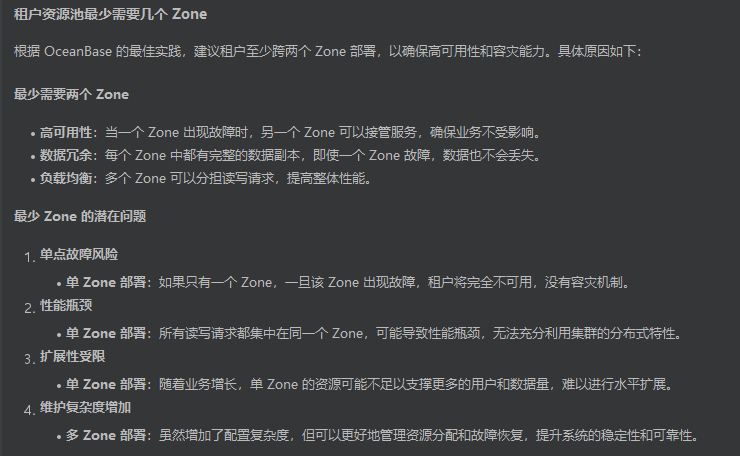 租户资源池最少需要几个 Zone
根据 OceanBase 的最佳实践，建议租户至少跨两个 Zone 部署，以确保高可用性和容灾能力。具体原因如下：
最少需要两个 Zone
• 高可用性：当一个 Zone 出现故障时，另一个 Zone 可以接管服务，确保业务不受影响。
• 数据冗余：每个 Zone 中都有完整的数据副本，即使一个 Zone 故障，数据也不会丢失。
• 负载均衡：多个 Zone 可以分担读写请求，提高整体性能。
最少 Zone 的潜在问题
1. 单点故障风险
• 单 Zone 部署：如果只有一个 Zone，一旦该 Zone 出现故障，租户将完全不可用，没有容灾机制。
2. 性能瓶颈
• 单 Zone 部署：所有读写请求都集中在同一个 Zone，可能导致性能瓶颈，无法充分利用集群的分布式特性。
3. 扩展性受限
• 单 Zone 部署：随着业务增长，单 Zone 的资源可能不足以支撑更多的用户和数据量，难以进行水平扩展。
4. 维护复杂度增加
• 多 Zone 部署：虽然增加了配置复杂度，但可以更好地管理资源分配和故障恢复，提升系统的稳定性和可靠性。